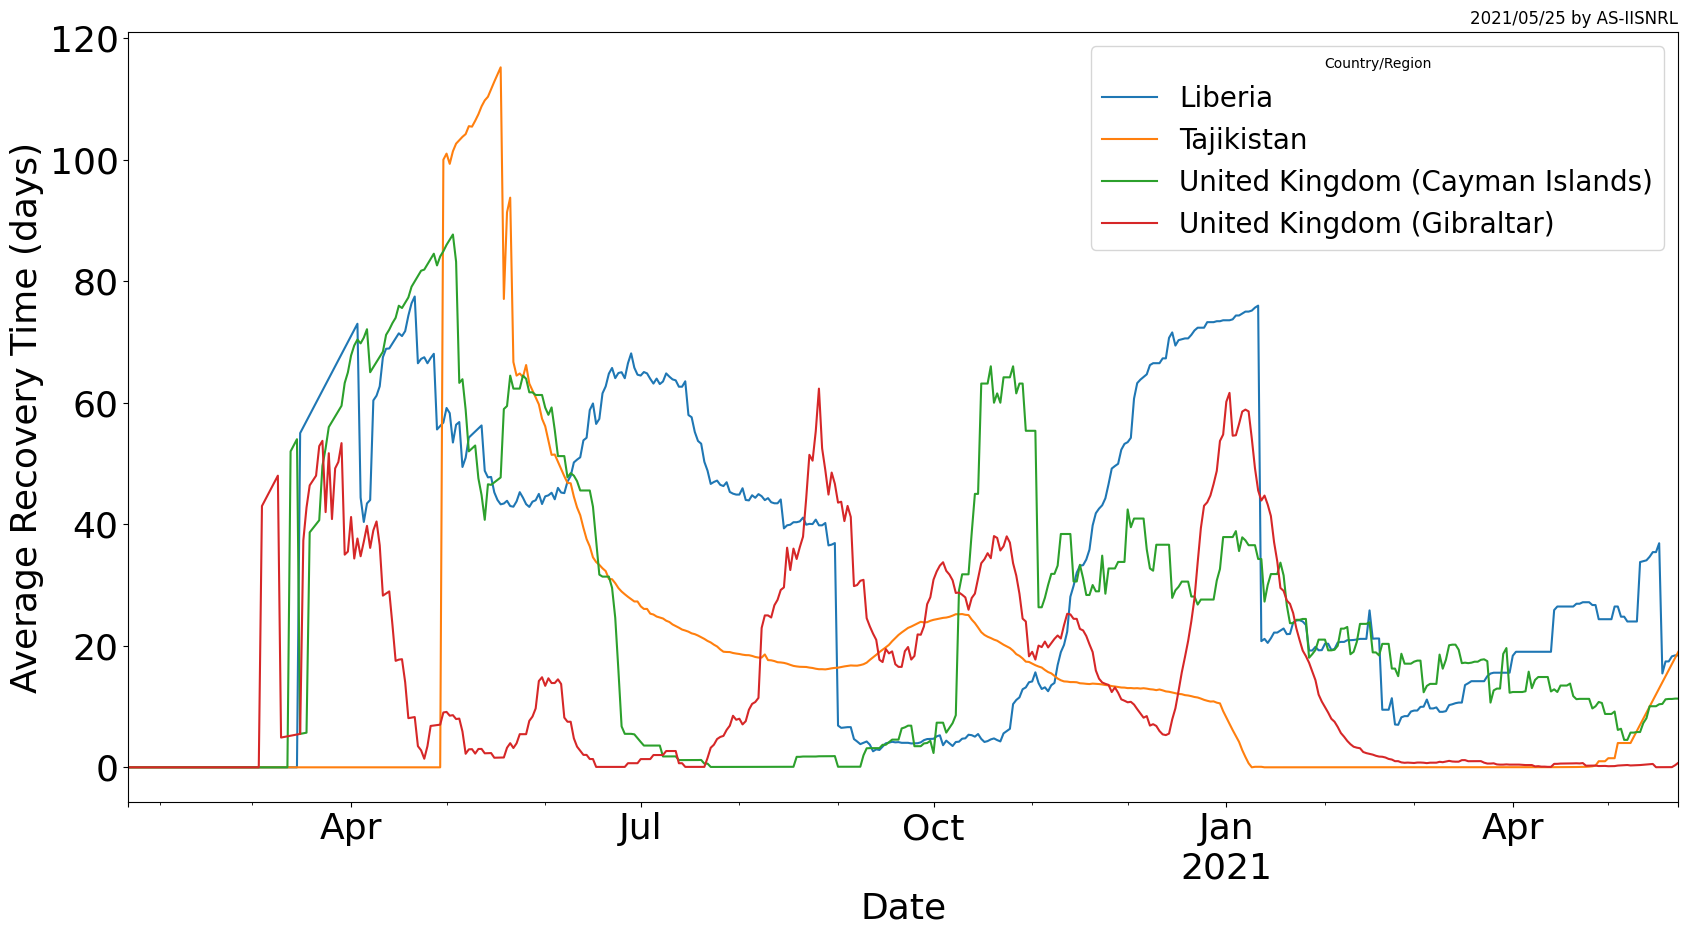 2021/05/25 by AS-IISNRL
Country/Region
Liberia
Tajikistan
United Kingdom (Cayman Islands)
United Kingdom (Gibraltar)
Average Recovery Time (days)
120
100
80
60
40
20
0
Apr Jul Oct Jan Apr
2021
Date